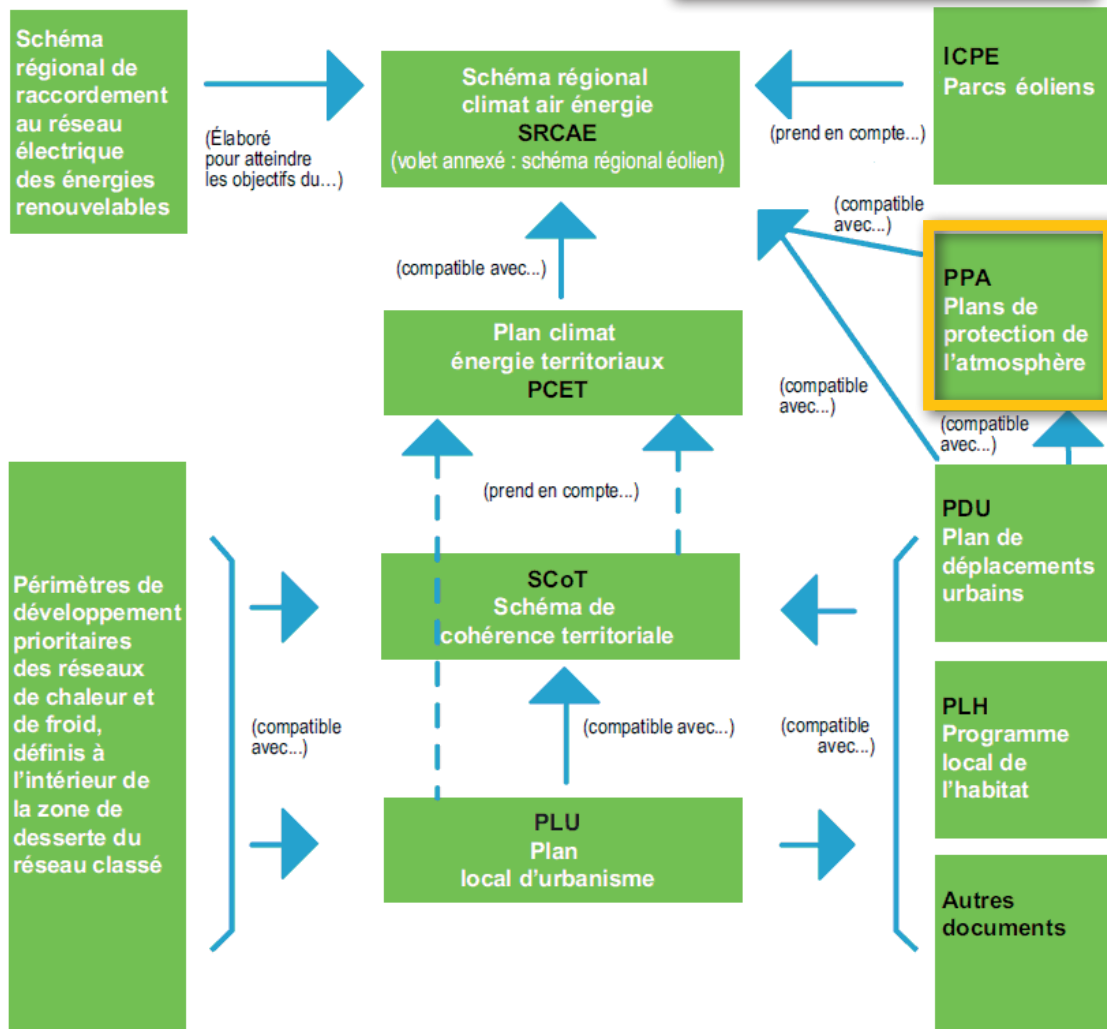 Schéma
régional de
raccordement
au réseau
électrique
des énergies
renouvelables
(Élaboré
pour atteindre
les objectifs du...)
Schéma régional
climat air énergie
SRCAE
(volet annexé : schéma régional éolien)
ICPE
Parcs éoliens
(prend en compte...)
(compatible
avec...)
(compatible avec...)
PPA
Plans de
protection de
l'atmosphère
Plan climat
énergie territoriaux
PCET
(compatible
avec...)
(compatible
avec...)
(prend en compte...)
PDU
Plan de
déplacements
urbains
Périmètres de
développement
prioritaires
des réseaux
de chaleur et
de froid,
définis à
l'intérieur de
la zone de
desserte du
réseau classé
SCoT
Schéma de
cohérence territoriale
(compatible
avec...)
(compatible avec...)
(compatible
avec...)
PLH
Programme
local de
l'habitat
PLU
Plan
local d'urbanisme
Autres
documents